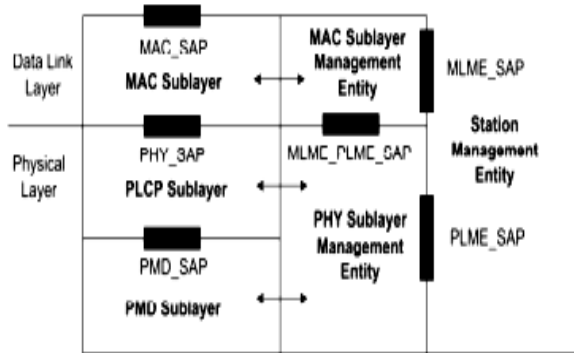 MAC_SAP
Data Link
Layer
MAC Sublayer
MAC Sublayer
Management
Entity
MLME_SAP
Physical
Layer
PHY_SAP
PLCP Sublayer
MLME_PLME_SAP
Station
Management
Entity
PMD_SAP
PMD Sublayer
PHY Sublayer
Management
Entity
PLME_SAP